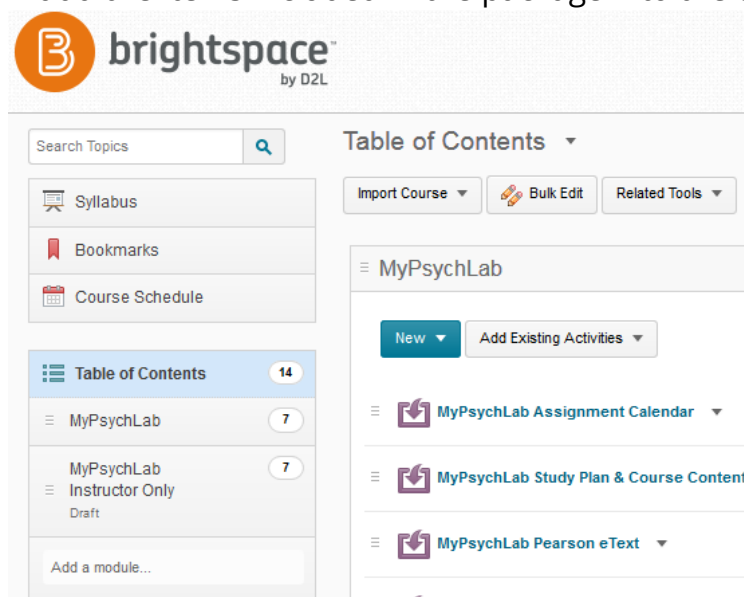 brightspace™
by D2L
Search Topics
Syllabus
Bookmarks
Course Schedule
Table of Contents 14
MyPsychLab 7
MyPsychLab 7
Instructor Only
Draft
Add a module...
Table of Contents
Import Course Bulk Edit Related Tools
MyPsychLab
New Add Existing Activities
MyPsychLab Assignment Calendar
MyPsychLab Study Plan & Course Content
MyPsychLab Pearson eText